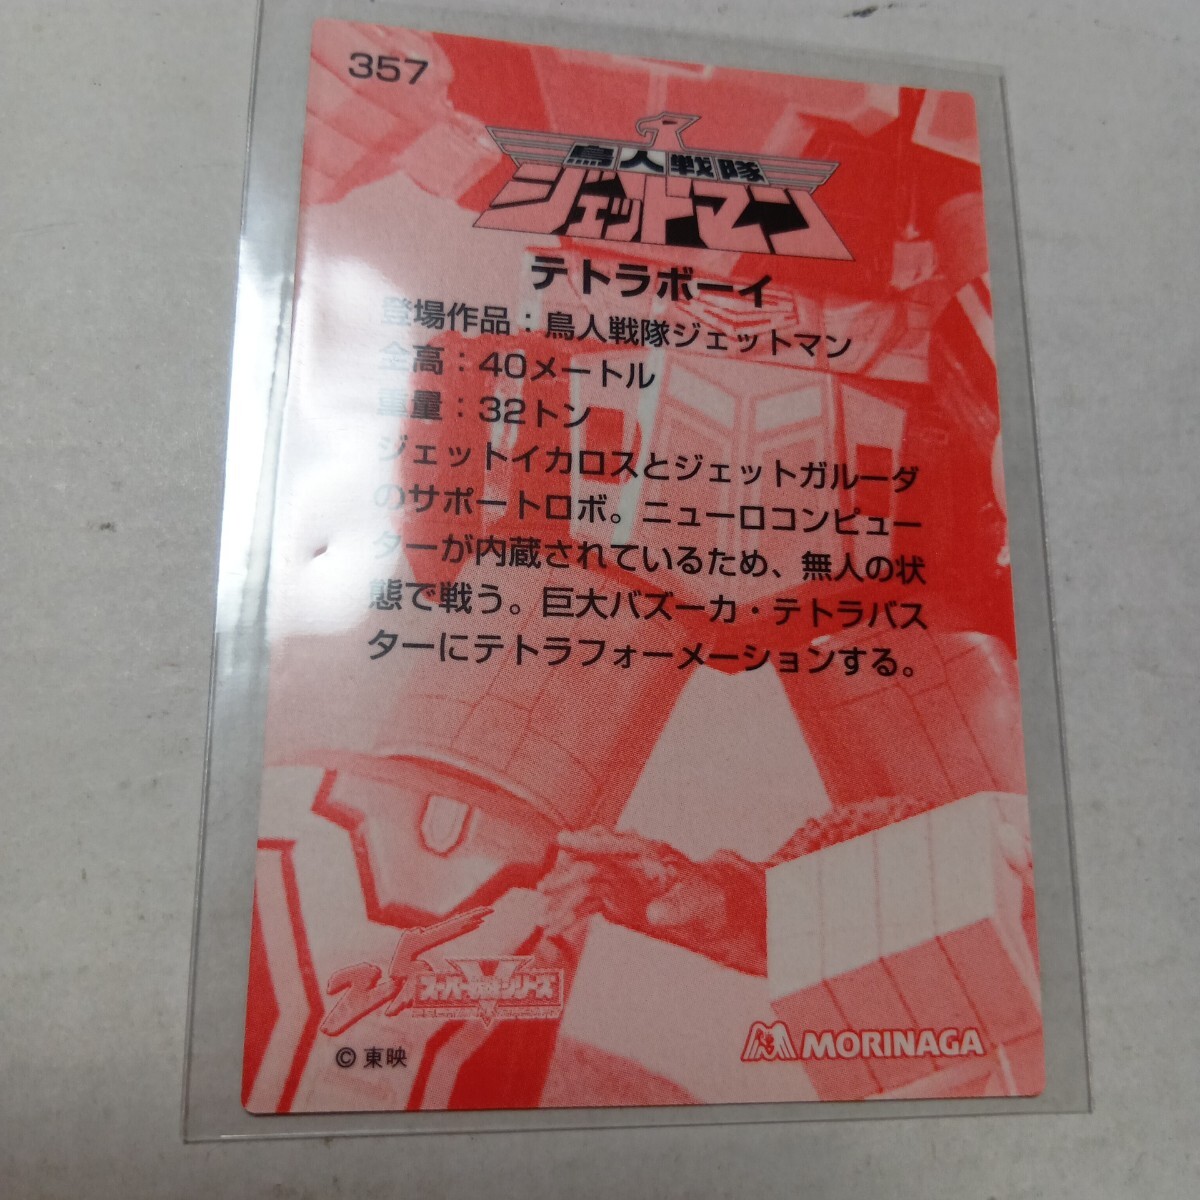 357
鳥人戦隊
ジェットマン
テトラボーイ
登場作品：鳥人戦隊ジェットマン
全高：40メートル
重量：32トン
ジェットイカロスとジェットガルーダ
のサポートロボ。ニューロコンピュー
ターが内蔵されているため、無人の状
態で戦う。巨大バズーカ・テトラバス
ターにテトラフォーメーションする。
25
スーパー戦隊シリーズ
© 東映
MORINAGA